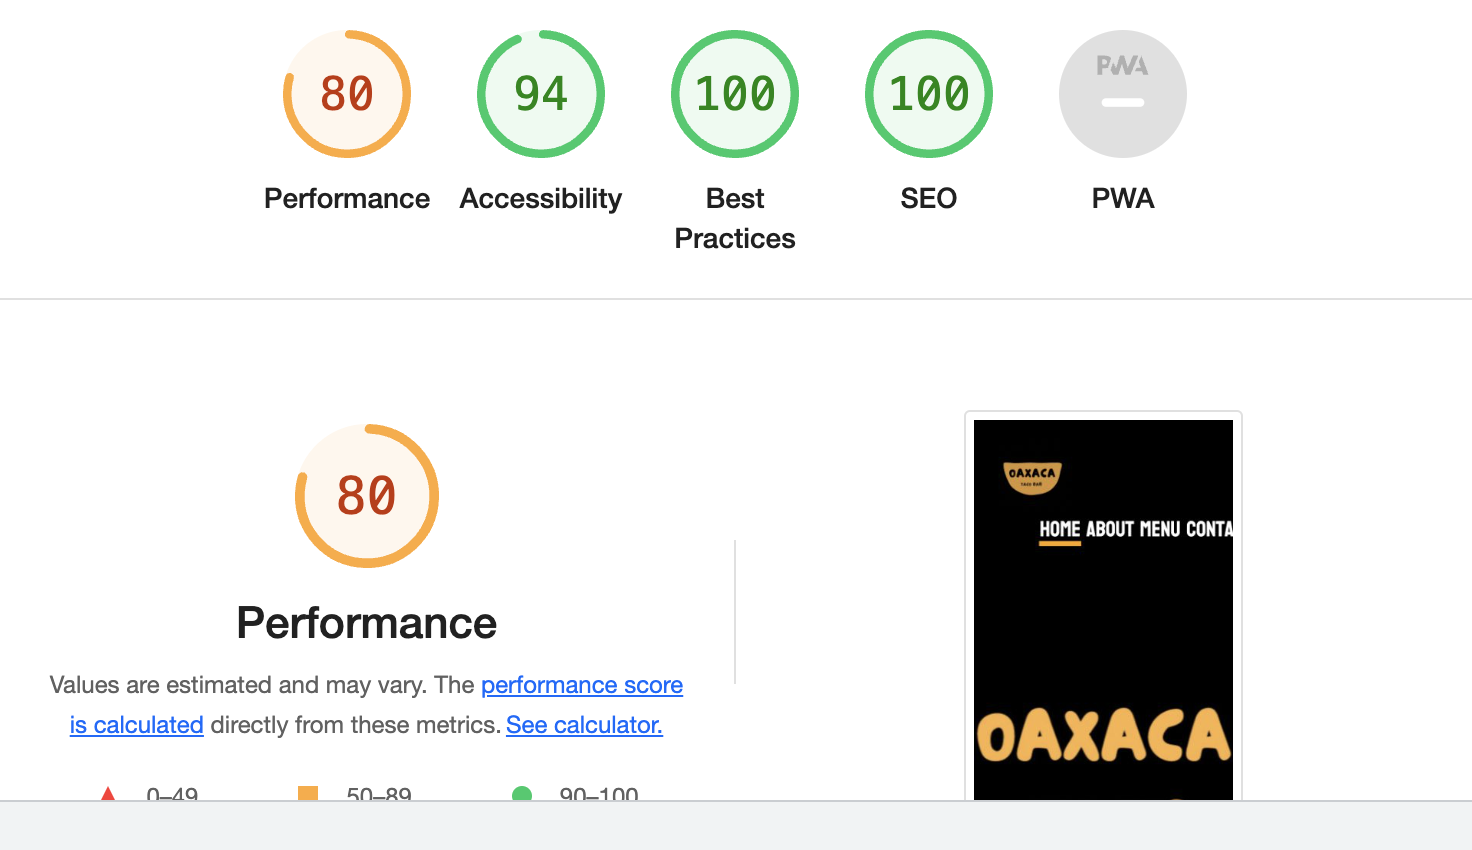 80
94
100
100
PWA
Performance
Accessibility
Best
Practices
SEO
PWA
80
Performance
Values are estimated and may vary. The performance score
is calculated directly from these metrics. See calculator.
0–49
50–89
90–100
OAXACA
TACO BAR
HOME ABOUT MENU CONTA
OAXACA